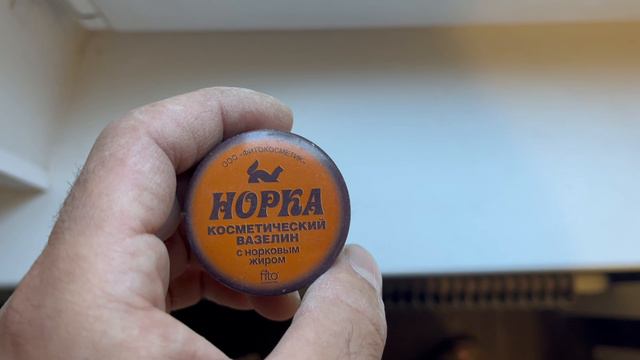 ООО «ФИТОКОСМЕТИК»
НОРКА
КОСМЕТИЧЕСКИЙ
ВАЗЕЛИН
С НОРКОВЫМ
ЖИРОМ
fito